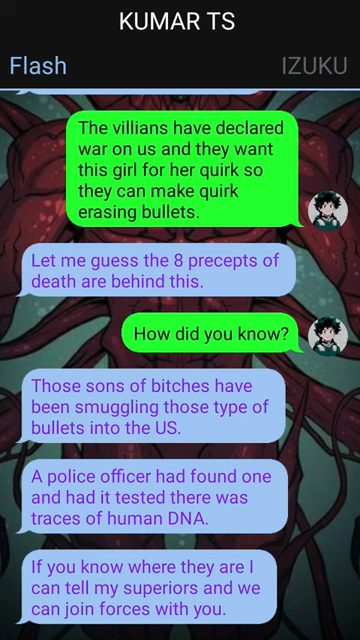 KUMAR TS
Flash
IZUKU
The villians have declared
war on us and they want
this girl for her quirk so
they can make quirk
erasing bullets.
Let me guess the 8 precepts of
death are behind this.
How did you know?
Those sons of bitches have
been smuggling those type of
bullets into the US.
A police officer had found one
and had it tested there was
traces of human DNA.
If you know where they are I
can tell my superiors and we
can join forces with you.